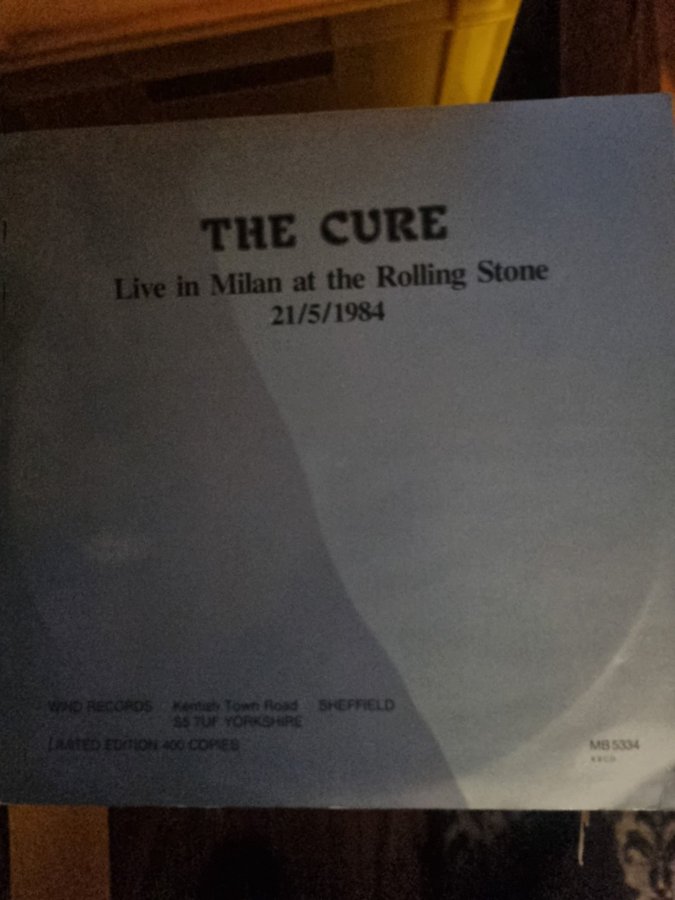 THE CURE
Live in Milan at the Rolling Stone
21/5/1984
WIND RECORDS Kentish Town Road SHEFFIELD
S5 7UF YORKSHIRE
LIMITED EDITION 400 COPIES
MB 5334